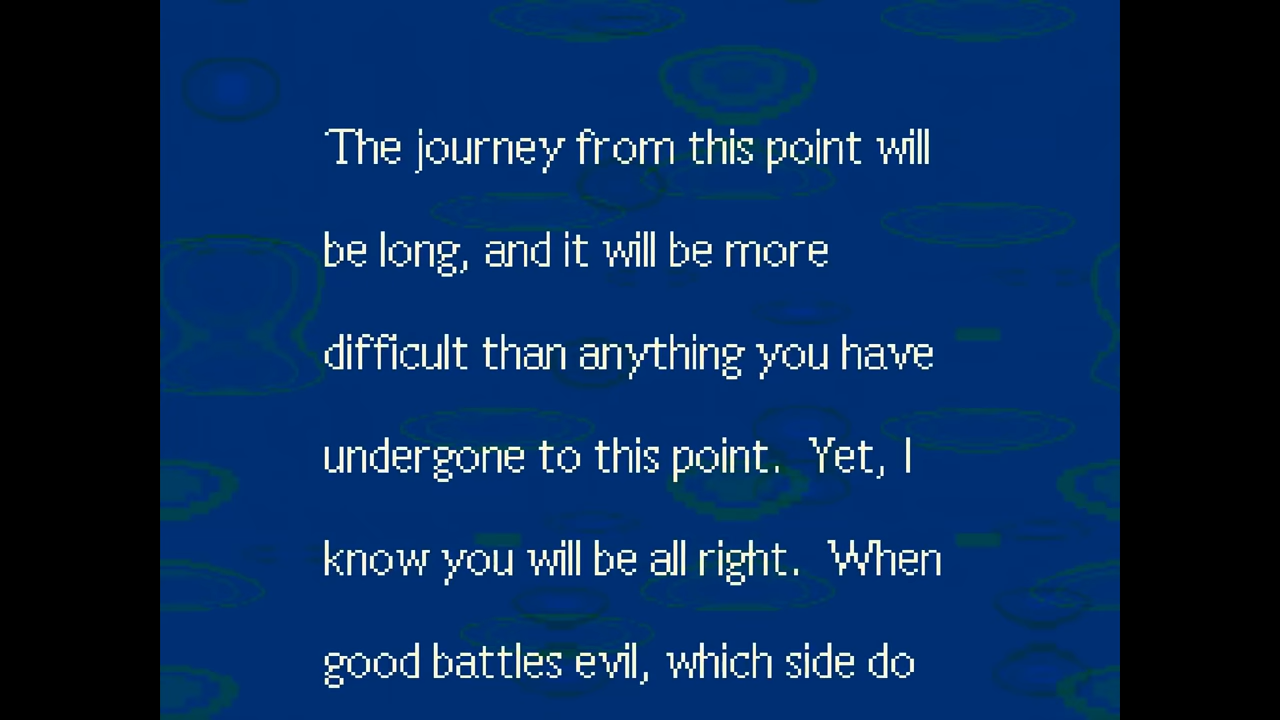 The journey from this point will
be long, and it will be more
difficult than anything you have
undergone to this point.  Yet, I
know you will be all right.  When
good battles evil, which side do